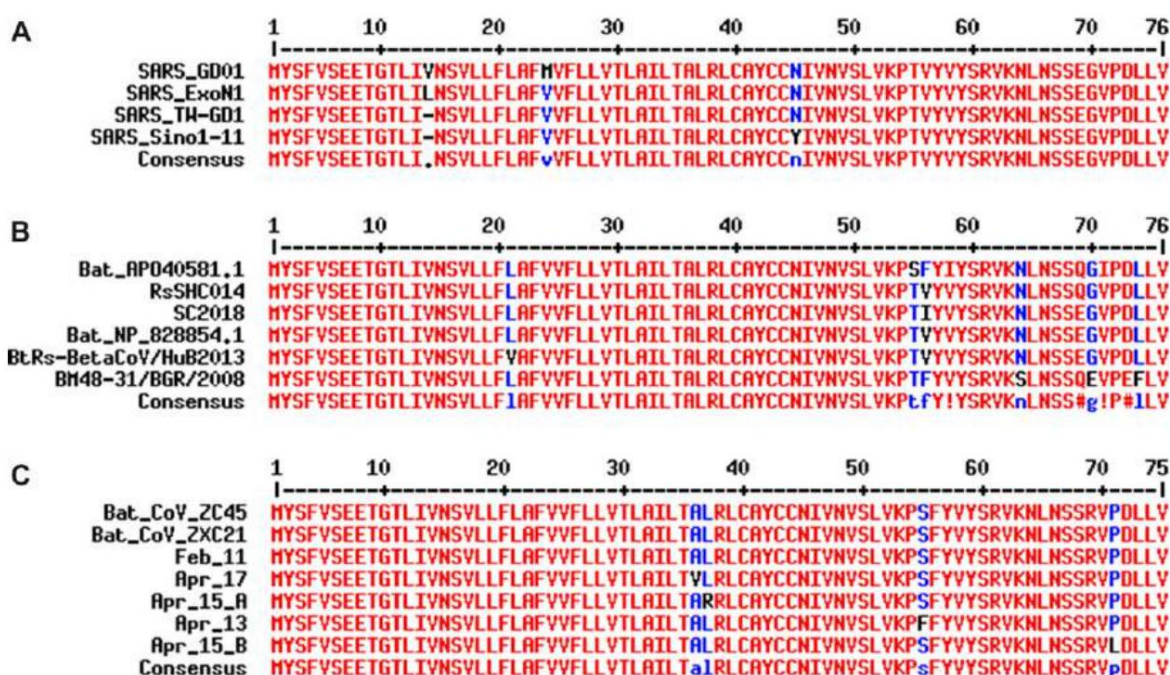 A
1 10 20 30 40 50 60 70 76
|--------+---------+---------+---------+---------+---------+---------+-----|
SARS_GD01 MYSFVSEETGTLIVNSVLLFLAFMVFLLVTLAILTALRLCAYCCNIVNVSLVKPTVYVYSRVKNLNSSEGVPDLLV
SARS_ExoN1 MYSFVSEETGTLILNSVLLFLAFVVFLLVTLAILTALRLCAYCCNIVNVSLVKPTVYVYSRVKNLNSSEGVPDLLV
SARS_TW-GD1 MYSFVSEETGTLI-NSVLLFLAFVVFLLVTLAILTALRLCAYCCNIVNVSLVKPTVYVYSRVKNLNSSEGVPDLLV
SARS_Sino1-11 MYSFVSEETGTLI-NSVLLFLAFVVFLLVTLAILTALRLCAYCCYIVNVSLVKPTVYVYSRVKNLNSSEGVPDLLV
Consensus MYSFVSEETGTLI.NSVLLFLAFvVFLLVTLAILTALRLCAYCCnIVNVSLVKPTVYVYSRVKNLNSSEGVPDLLV
B
1 10 20 30 40 50 60 70 76
|--------+---------+---------+---------+---------+---------+---------+-----|
Bat_APO40581.1 MYSFVSEETGTLIVNSVLLFLAFVVFLLVTLAILTALRLCAYCCNIVNVSLVKPSFYIYSRVKNLNSSQGIPDLLV
RsSHC014 MYSFVSEETGTLIVNSVLLFLAFVVFLLVTLAILTALRLCAYCCNIVNVSLVKPTVYVYSRVKNLNSSQGVPDLLV
SC2018 MYSFVSEETGTLIVNSVLLFLAFVVFLLVTLAILTALRLCAYCCNIVNVSLVKPTIYVYSRVKNLNSSEGVPDLLV
Bat_NP_828854.1 MYSFVSEETGTLIVNSVLLFLAFVVFLLVTLAILTALRLCAYCCNIVNVSLVKPTVYVYSRVKNLNSSEGVPDLLV
BtRs-BetaCoV/HuB2013 MYSFVSEETGTLIVNSVLLFVAFVVFLLVTLAILTALRLCAYCCNIVNVSLVKPTVYVYSRVKNLNSSEGVPDLLV
BM48-31/BGR/2008 MYSFVSEETGTLIVNSVLLFLAFVVFLLVTLAILTALRLCAYCCNIVNVSLVKPTFYVYSRVKSLNSSQEVPEFLV
Consensus MYSFVSEETGTLIVNSVLLFlAFVVFLLVTLAILTALRLCAYCCNIVNVSLVKPtfY!YSRVKnLNSS#g!P#lLV
C
1 10 20 30 40 50 60 70 75
|--------+---------+---------+---------+---------+---------+---------+----|
Bat_CoV_ZC45 MYSFVSEETGTLIVNSVLLFLAFVVFLLVTLAILTALRLCAYCCNIVNVSLVKPSFYVYSRVKNLNSSRVPDLLV
Bat_CoV_ZXC21 MYSFVSEETGTLIVNSVLLFLAFVVFLLVTLAILTALRLCAYCCNIVNVSLVKPSFYVYSRVKNLNSSRVPDLLV
Feb_11 MYSFVSEETGTLIVNSVLLFLAFVVFLLVTLAILTALRLCAYCCNIVNVSLVKPSFYVYSRVKNLNSSRVPDLLV
Apr_17 MYSFVSEETGTLIVNSVLLFLAFVVFLLVTLAILTVLRLCAYCCNIVNVSLVKPSFYVYSRVKNLNSSRVPDLLV
Apr_15_A MYSFVSEETGTLIVNSVLLFLAFVVFLLVTLAILTARRLCAYCCNIVNVSLVKPSFYVYSRVKNLNSSRVPDLLV
Apr_13 MYSFVSEETGTLIVNSVLLFLAFVVFLLVTLAILTALRLCAYCCNIVNVSLVKPFFYVYSRVKNLNSSRVPDLLV
Apr_15_B MYSFVSEETGTLIVNSVLLFLAFVVFLLVTLAILTALRLCAYCCNIVNVSLVKPSFYVYSRVKNLNSSRVLDLLV
Consensus MYSFVSEETGTLIVNSVLLFLAFVVFLLVTLAILTalRLCAYCCNIVNVSLVKPsFYVYSRVKNLNSSRVpDLLV